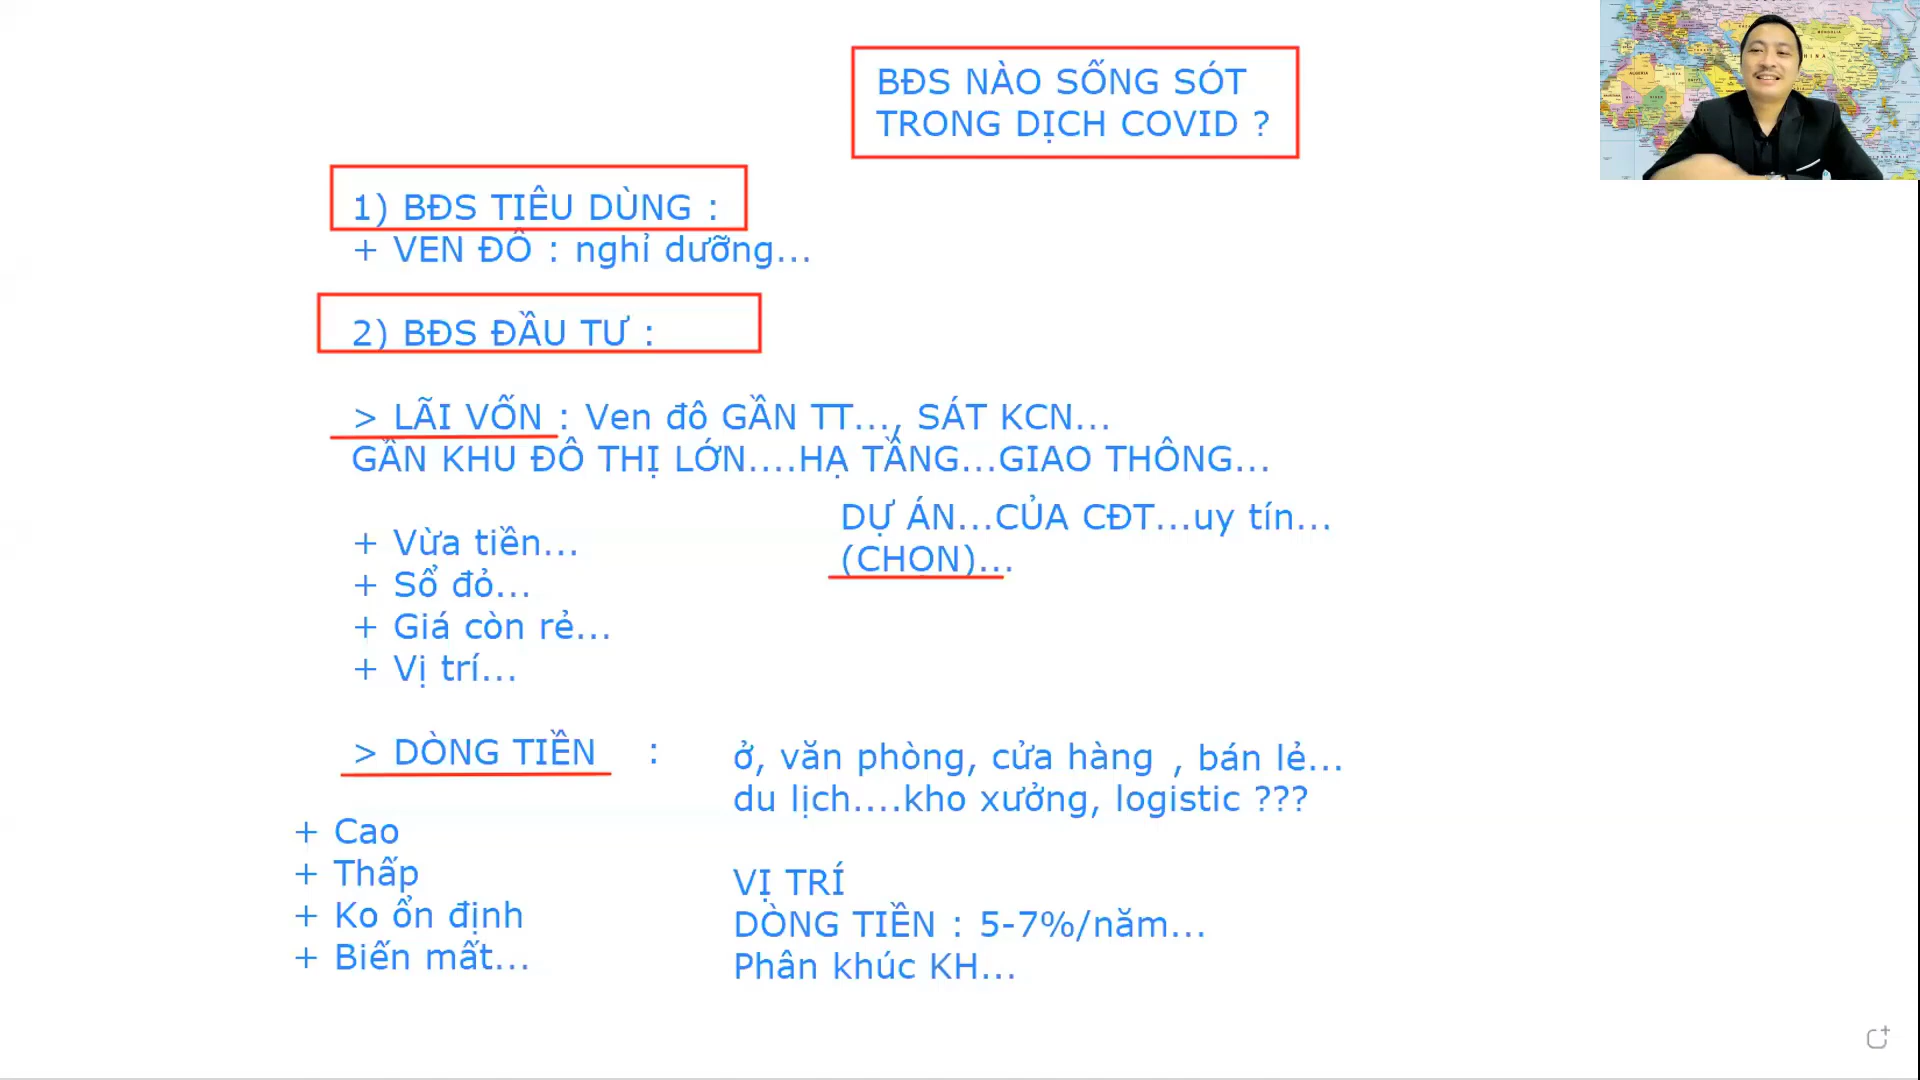 BĐS NÀO SỐNG SÓT
TRONG DỊCH COVID ?
1) BĐS TIÊU DÙNG :
+ VEN ĐÔ : nghỉ dưỡng...
2) BĐS ĐẦU TƯ :
> LÃI VỐN : Ven đô GẦN TT..., SÁT KCN...
GẦN KHU ĐÔ THỊ LỚN....HẠ TẦNG...GIAO THÔNG...
DỰ ÁN...CỦA CĐT...uy tín...
(CHỌN)...
+ Vừa tiền...
+ Sổ đỏ...
+ Giá còn rẻ...
+ Vị trí...
> DÒNG TIỀN :
ở, văn phòng, cửa hàng , bán lẻ...
du lịch....kho xưởng, logistic ???
+ Cao
+ Thấp
+ Ko ổn định
+ Biến mất...
VỊ TRÍ
DÒNG TIỀN : 5-7%/năm...
Phân khúc KH...